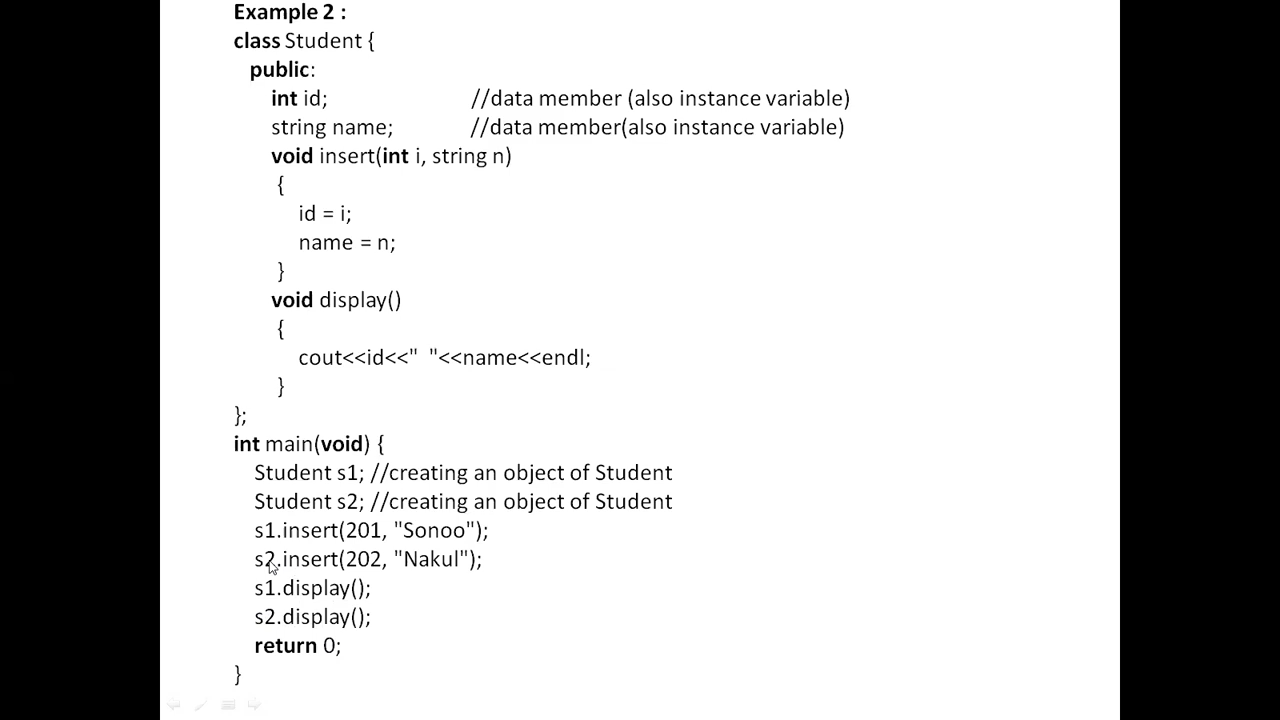 Example 2 :
class Student {
public:
int id; //data member (also instance variable)
string name; //data member(also instance variable)
void insert(int i, string n)
{
id = i;
name = n;
}
void display()
{
cout<<id<<"  "<<name<<endl;
}
};
int main(void) {
Student s1; //creating an object of Student
Student s2; //creating an object of Student
s1.insert(201, "Sonoo");
s2.insert(202, "Nakul");
s1.display();
s2.display();
return 0;
}